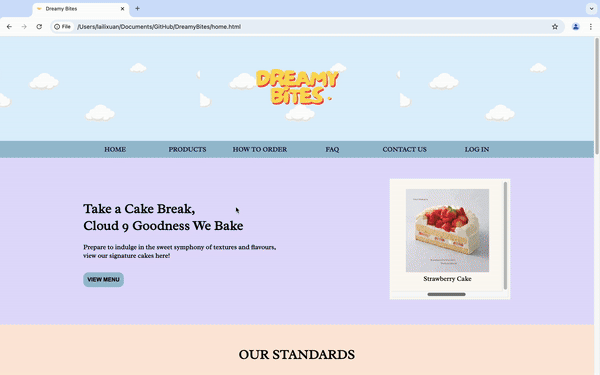 Dreamy Bites
File
/Users/lailixuan/Documents/GitHub/DreamyBites/home.html
DREAMY
BITES
HOME
PRODUCTS
HOW TO ORDER
FAQ
CONTACT US
LOG IN
Take a Cake Break,
Cloud 9 Goodness We Bake
Prepare to indulge in the sweet symphony of textures and flavours,
view our signature cakes here!
VIEW MENU
Strawberry Cake
OUR STANDARDS